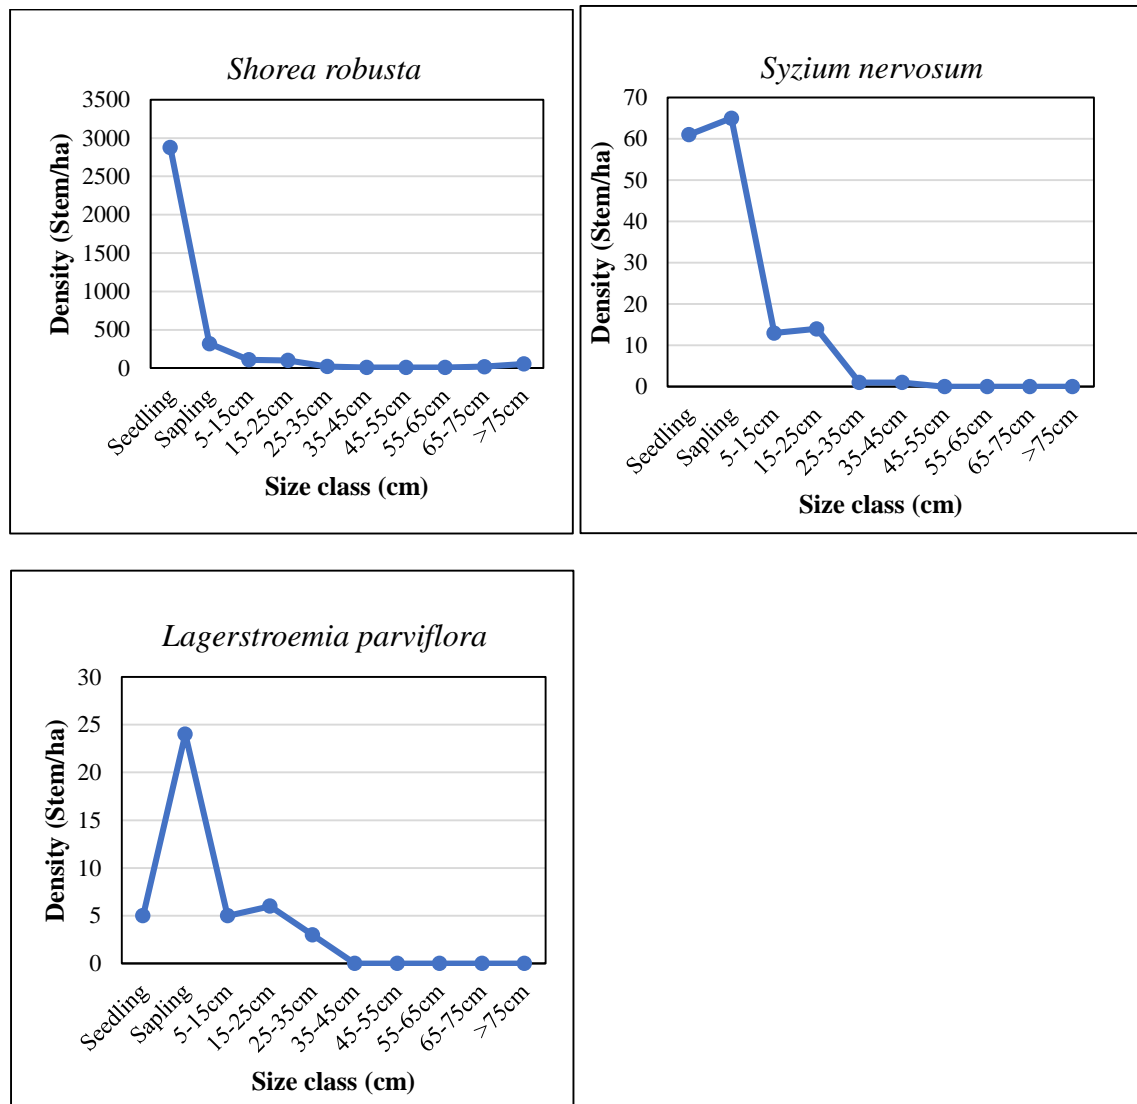 Shorea robusta
3500
3000
2500
2000
1500
1000
500
0
Density (Stem/ha)
Seedling
Sapling
5-15cm
15-25cm
25-35cm
35-45cm
45-55cm
55-65cm
65-75cm
>75cm
Size class (cm)
Syzium nervosum
70
60
50
40
30
20
10
0
Density (Stem/ha)
Seedling
Sapling
5-15cm
15-25cm
25-35cm
35-45cm
45-55cm
55-65cm
65-75cm
>75cm
Size class (cm)
Lagerstroemia parviflora
30
25
20
15
10
5
0
Density (Stem/ha)
Seedling
Sapling
5-15cm
15-25cm
25-35cm
35-45cm
45-55cm
55-65cm
65-75cm
>75cm
Size class (cm)